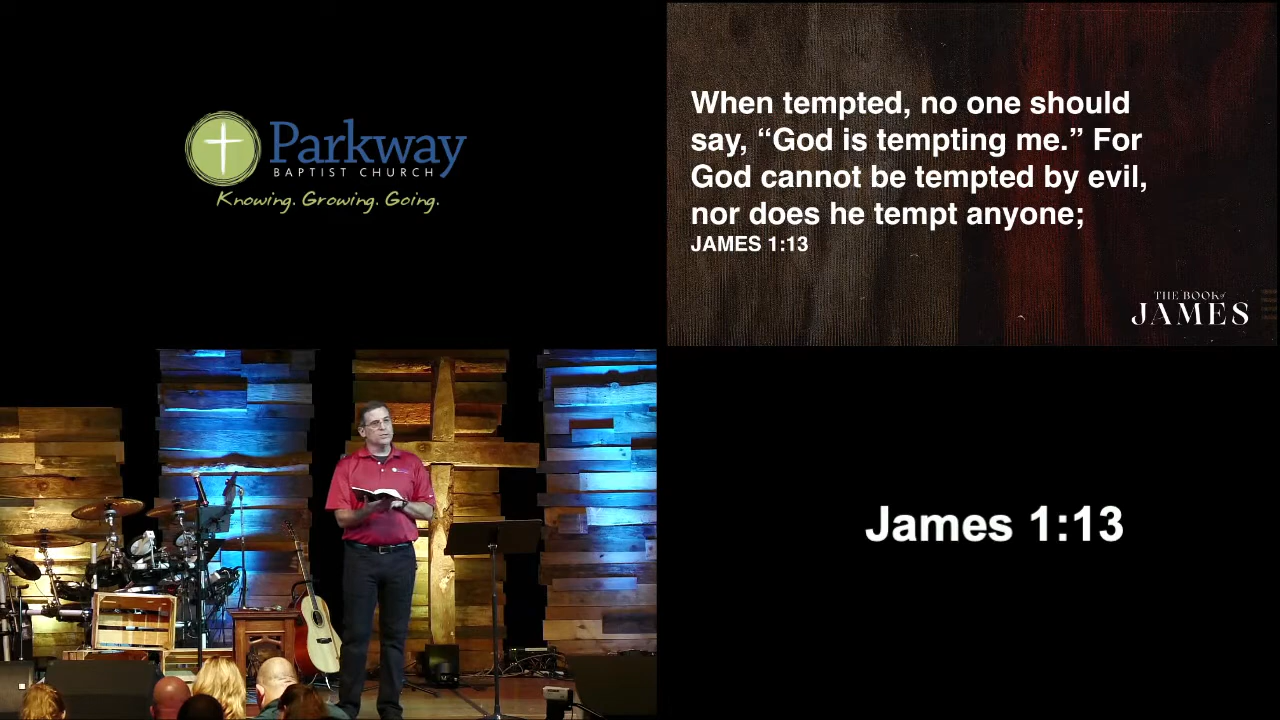 Parkway
BAPTIST CHURCH
Knowing. Growing. Going.
When tempted, no one should
say, “God is tempting me.” For
God cannot be tempted by evil,
nor does he tempt anyone;
JAMES 1:13
THE BOOK of
JAMES
James 1:13